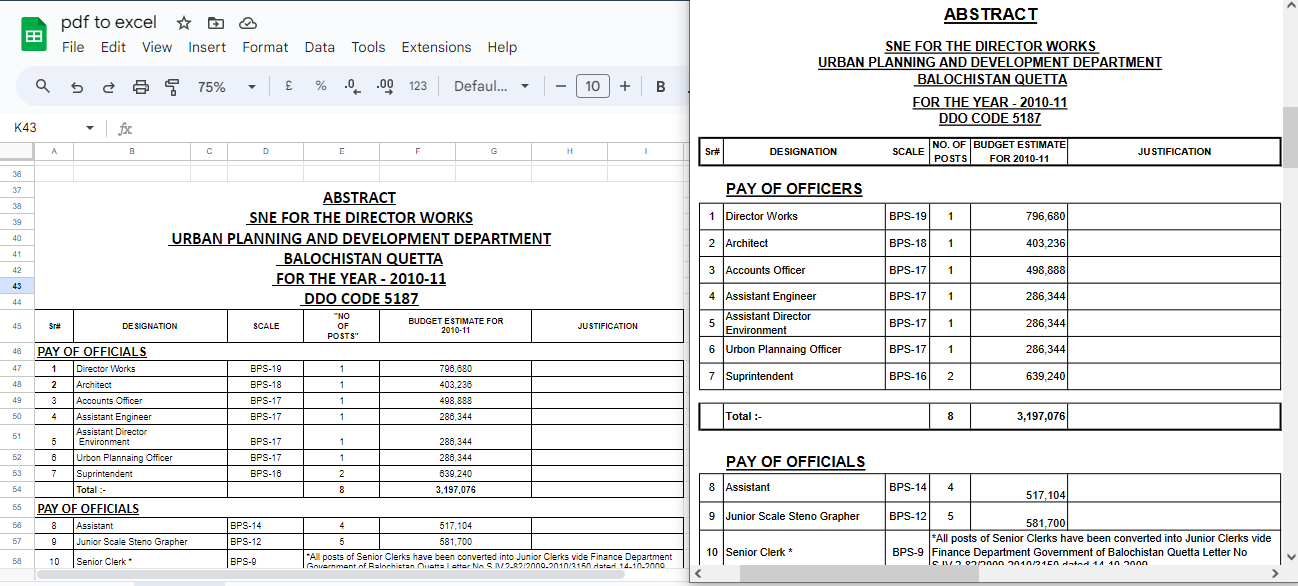 pdf to excel
File Edit View Insert Format Data Tools Extensions Help
75% £ % .0 .00 123 Defaul... − 10 + B
K43 fx
A B C D E F G H I
36
37
38
39
40
41
42
43
44
ABSTRACT
SNE FOR THE DIRECTOR WORKS
URBAN PLANNING AND DEVELOPMENT DEPARTMENT
BALOCHISTAN QUETTA
FOR THE YEAR - 2010-11
DDO CODE 5187
45 Sr# DESIGNATION SCALE "NO OF POSTS" BUDGET ESTIMATE FOR 2010-11 JUSTIFICATION
46 PAY OF OFFICIALS
47 1 Director Works BPS-19 1 796,680
48 2 Architect BPS-18 1 403,236
49 3 Accounts Officer BPS-17 1 498,888
50 4 Assistant Engineer BPS-17 1 286,344
51 5 Assistant Director Environment BPS-17 1 286,344
52 6 Urbon Plannaing Officer BPS-17 1 286,344
53 7 Suprintendent BPS-16 2 639,240
54 Total :- 8 3,197,076
55 PAY OF OFFICIALS
56 8 Assistant BPS-14 4 517,104
57 9 Junior Scale Steno Grapher BPS-12 5 581,700
58 10 Senior Clerk * BPS-9 *All posts of Senior Clerks have been converted into Junior Clerks vide Finance Department
Government of Balochistan Quetta Letter No S.IV.2-82/2009-2010/3150 dated 14-10-2009
ABSTRACT
SNE FOR THE DIRECTOR WORKS
URBAN PLANNING AND DEVELOPMENT DEPARTMENT
BALOCHISTAN QUETTA
FOR THE YEAR - 2010-11
DDO CODE 5187
Sr# DESIGNATION SCALE NO. OF POSTS BUDGET ESTIMATE FOR 2010-11 JUSTIFICATION
PAY OF OFFICERS
1 Director Works BPS-19 1 796,680
2 Architect BPS-18 1 403,236
3 Accounts Officer BPS-17 1 498,888
4 Assistant Engineer BPS-17 1 286,344
5 Assistant Director Environment BPS-17 1 286,344
6 Urbon Plannaing Officer BPS-17 1 286,344
7 Suprintendent BPS-16 2 639,240
Total :- 8 3,197,076
PAY OF OFFICIALS
8 Assistant BPS-14 4 517,104
9 Junior Scale Steno Grapher BPS-12 5 581,700
10 Senior Clerk * BPS-9 *All posts of Senior Clerks have been converted into Junior Clerks vide
Finance Department Government of Balochistan Quetta Letter No
S.IV.2-82/2009-2010/3150 dated 14-10-2009